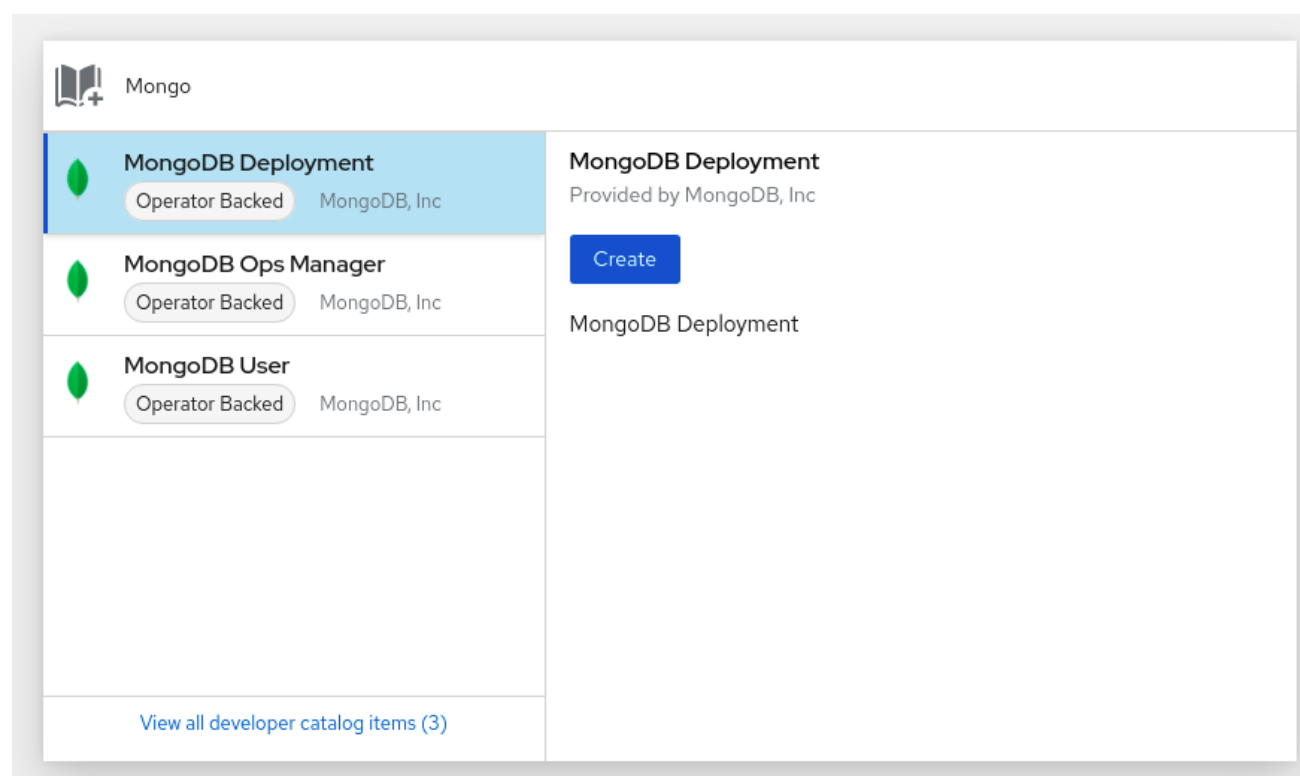 Mongo
MongoDB Deployment
Operator Backed MongoDB, Inc
MongoDB Ops Manager
Operator Backed MongoDB, Inc
MongoDB User
Operator Backed MongoDB, Inc
View all developer catalog items (3)
MongoDB Deployment
Provided by MongoDB, Inc
Create
MongoDB Deployment